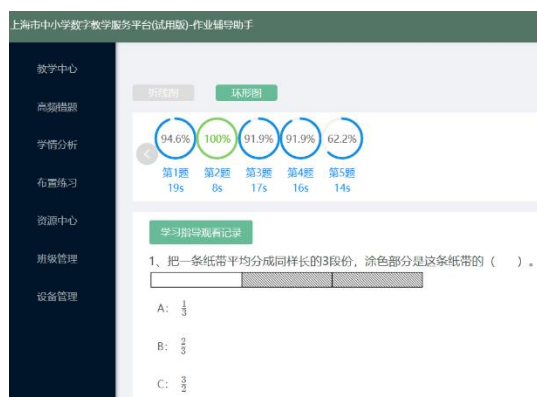 上海市中小学数字教学服务平台(试用版)-作业辅导助手
教学中心
高频错题
学情分析
布置练习
资源中心
班级管理
设备管理
折线图 环形图
94.6% 100% 91.9% 91.9% 62.2%
第1题 第2题 第3题 第4题 第5题
19s 8s 17s 16s 14s
学习指导观看记录
1、把一条纸带平均分成同样长的3段份，涂色部分是这条纸带的（ ）。
A: 1/3
B: 2/3
C: 3/2